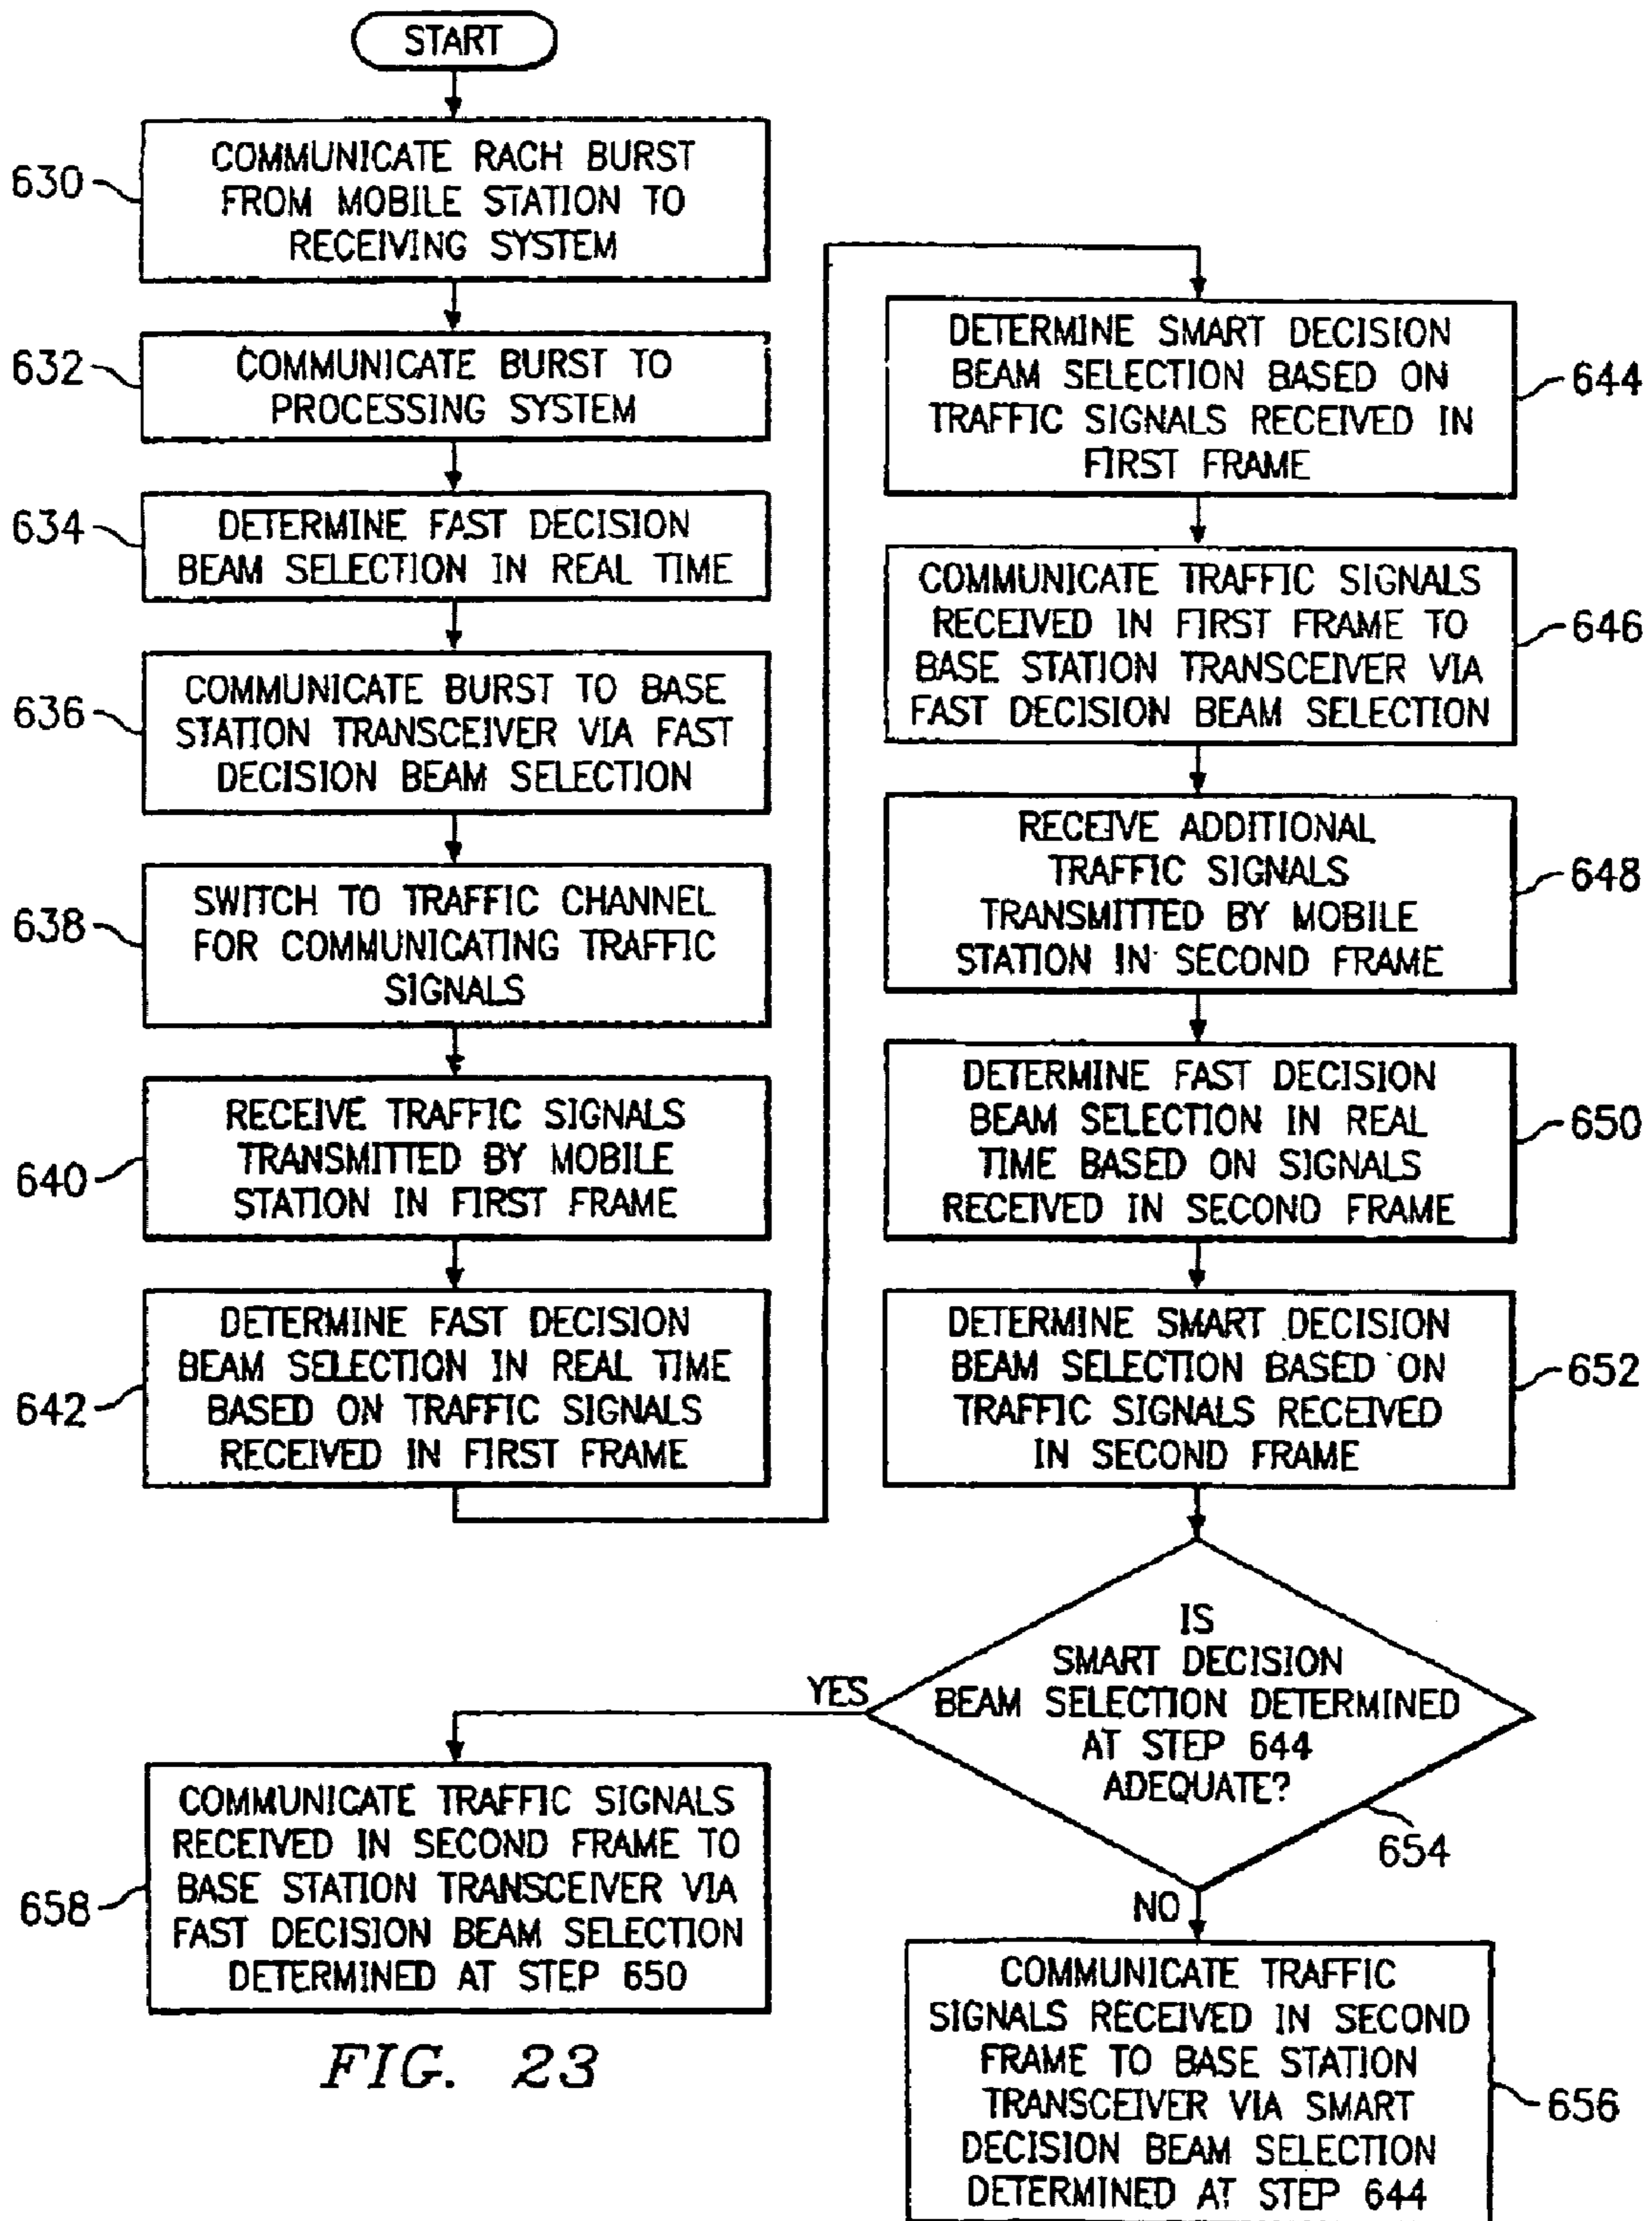 START
630
COMMUNICATE RACH BURST
FROM MOBILE STATION TO
RECEIVING SYSTEM
632
COMMUNICATE BURST TO
PROCESSING SYSTEM
634
DETERMINE FAST DECISION
BEAM SELECTION IN REAL TIME
636
COMMUNICATE BURST TO BASE
STATION TRANSCEIVER VIA FAST
DECISION BEAM SELECTION
638
SWITCH TO TRAFFIC CHANNEL
FOR COMMUNICATING TRAFFIC
SIGNALS
640
RECEIVE TRAFFIC SIGNALS
TRANSMITTED BY MOBILE
STATION IN FIRST FRAME
642
DETERMINE FAST DECISION
BEAM SELECTION IN REAL TIME
BASED ON TRAFFIC SIGNALS
RECEIVED IN FIRST FRAME
DETERMINE SMART DECISION
BEAM SELECTION BASED ON
TRAFFIC SIGNALS RECEIVED IN
FIRST FRAME
644
COMMUNICATE TRAFFIC SIGNALS
RECEIVED IN FIRST FRAME TO
BASE STATION TRANSCEIVER VIA
FAST DECISION BEAM SELECTION
646
RECEIVE ADDITIONAL
TRAFFIC SIGNALS
TRANSMITTED BY MOBILE
STATION IN SECOND FRAME
648
DETERMINE FAST DECISION
BEAM SELECTION IN REAL
TIME BASED ON SIGNALS
RECEIVED IN SECOND FRAME
650
DETERMINE SMART DECISION
BEAM SELECTION BASED ON
TRAFFIC SIGNALS RECEIVED
IN SECOND FRAME
652
IS
SMART DECISION
BEAM SELECTION DETERMINED
AT STEP 644
ADEQUATE?
654
YES
658
COMMUNICATE TRAFFIC SIGNALS
RECEIVED IN SECOND FRAME TO
BASE STATION TRANSCEIVER VIA
FAST DECISION BEAM SELECTION
DETERMINED AT STEP 650
NO
COMMUNICATE TRAFFIC
SIGNALS RECEIVED IN SECOND
FRAME TO BASE STATION
TRANSCEIVER VIA SMART
DECISION BEAM SELECTION
DETERMINED AT STEP 644
656
FIG. 23